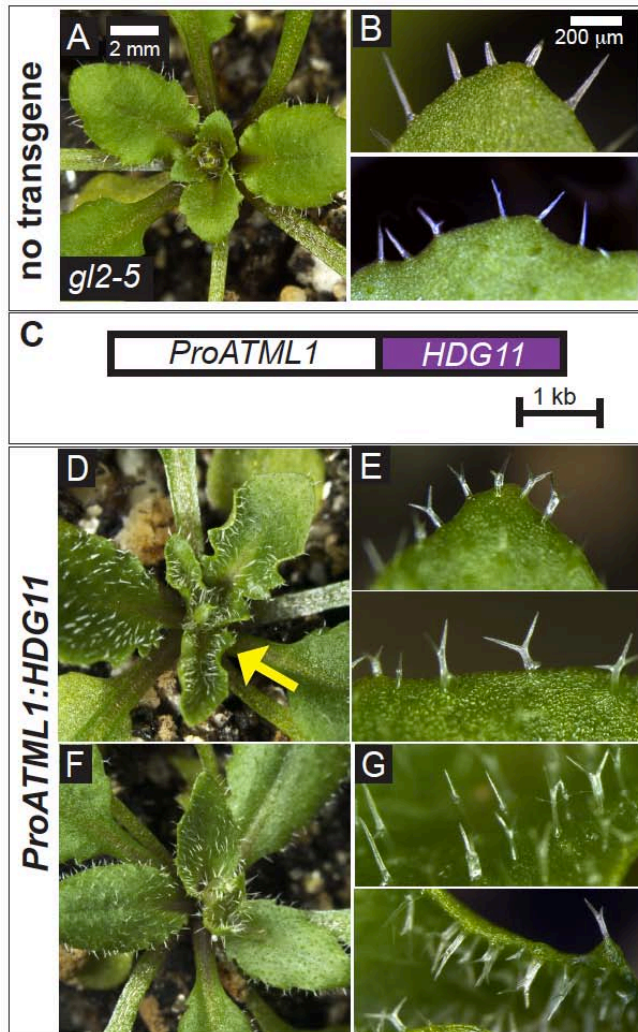 no transgene
A
2 mm
gl2-5
B
200 µm
C
ProATML1
HDG11
1 kb
ProATML1:HDG11
D
E
F
G